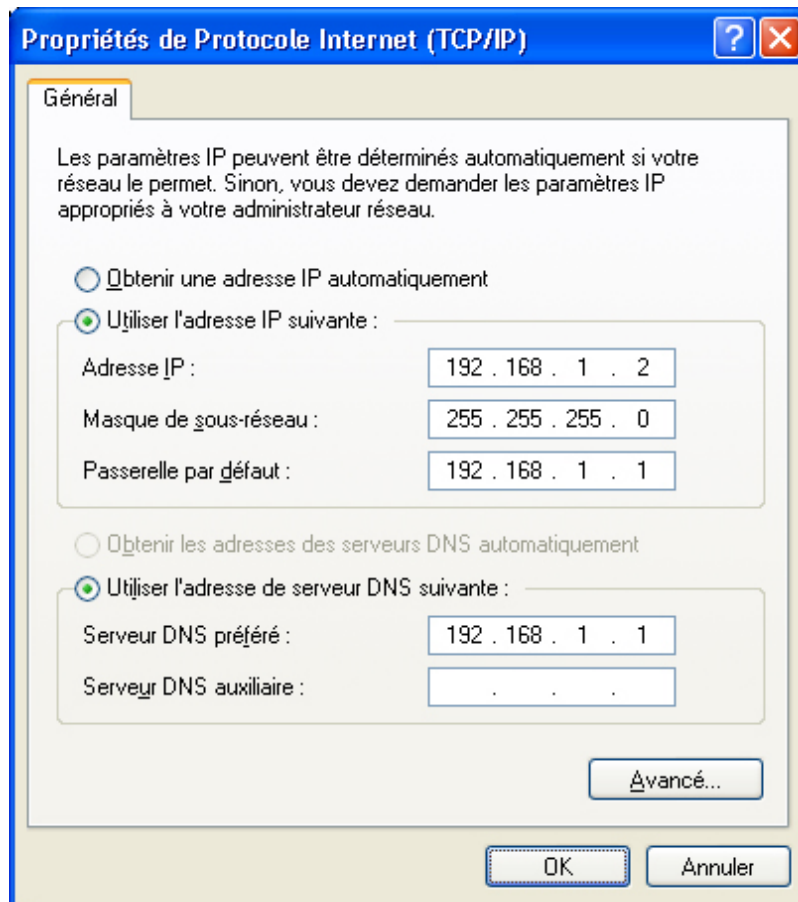 Propriétés de Protocole Internet (TCP/IP)
Général
Les paramètres IP peuvent être déterminés automatiquement si votre
réseau le permet. Sinon, vous devez demander les paramètres IP
appropriés à votre administrateur réseau.
Obtenir une adresse IP automatiquement
Utiliser l'adresse IP suivante :
Adresse IP : 192 . 168 . 1 . 2
Masque de sous-réseau : 255 . 255 . 255 . 0
Passerelle par défaut : 192 . 168 . 1 . 1
Obtenir les adresses des serveurs DNS automatiquement
Utiliser l'adresse de serveur DNS suivante :
Serveur DNS préféré : 192 . 168 . 1 . 1
Serveur DNS auxiliaire : . . .
Avancé...
OK Annuler